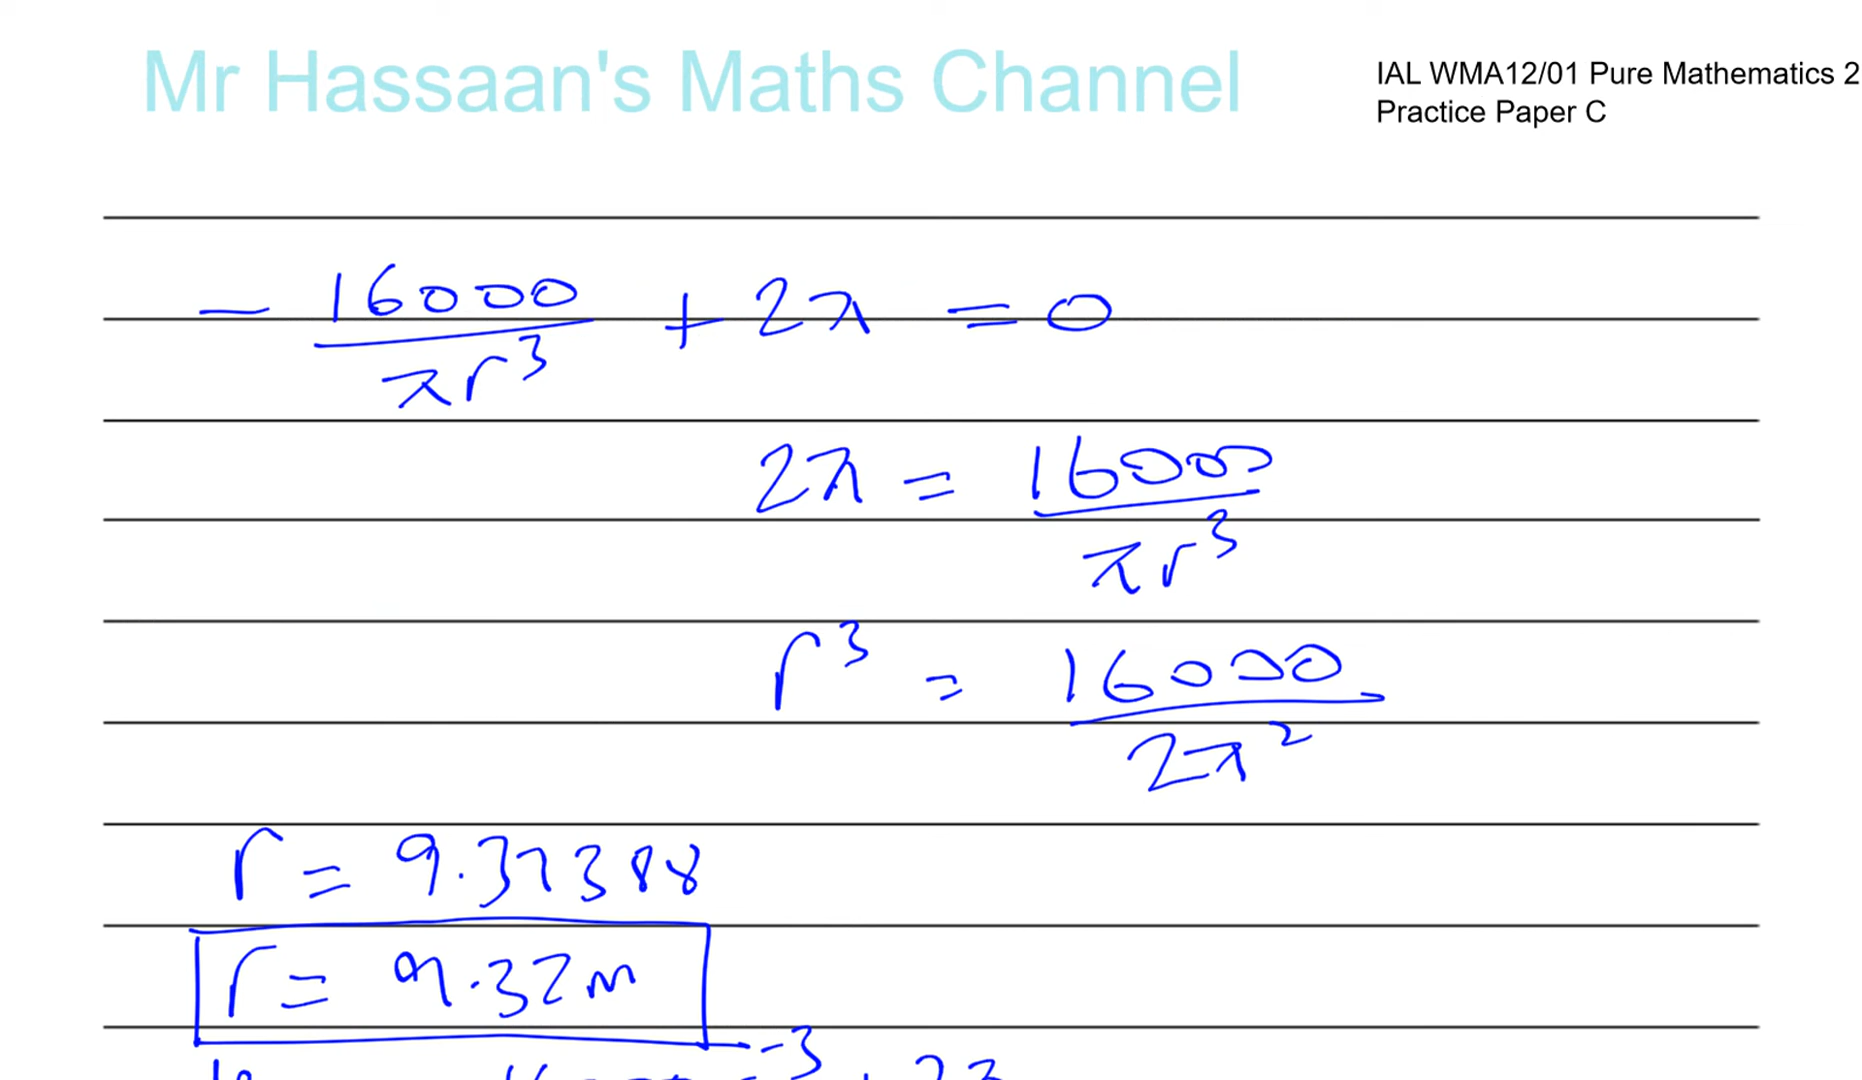 Mr Hassaan's Maths Channel
IAL WMA12/01 Pure Mathematics 2
Practice Paper C
- 16000/πr³ + 2π = 0
2π = 16000/πr³
r³ = 16000/2π²
r = 9.32388
r = 9.32m